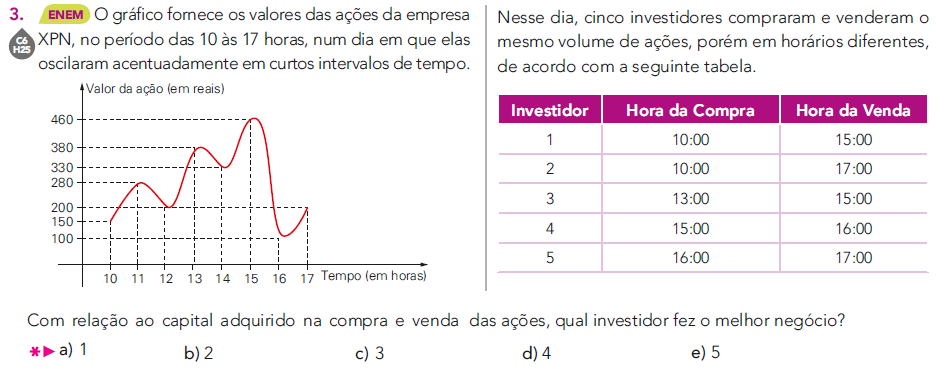 3. ENEM O gráfico fornece os valores das ações da empresa
C6
H25
XPN, no período das 10 às 17 horas, num dia em que elas
oscilaram acentuadamente em curtos intervalos de tempo.
Valor da ação (em reais)
460
380
330
280
200
150
100
10 11 12 13 14 15 16 17 Tempo (em horas)
Nesse dia, cinco investidores compraram e venderam o
mesmo volume de ações, porém em horários diferentes,
de acordo com a seguinte tabela.
Investidor Hora da Compra Hora da Venda
1 10:00 15:00
2 10:00 17:00
3 13:00 15:00
4 15:00 16:00
5 16:00 17:00
Com relação ao capital adquirido na compra e venda das ações, qual investidor fez o melhor negócio?
*▶ a) 1 b) 2 c) 3 d) 4 e) 5